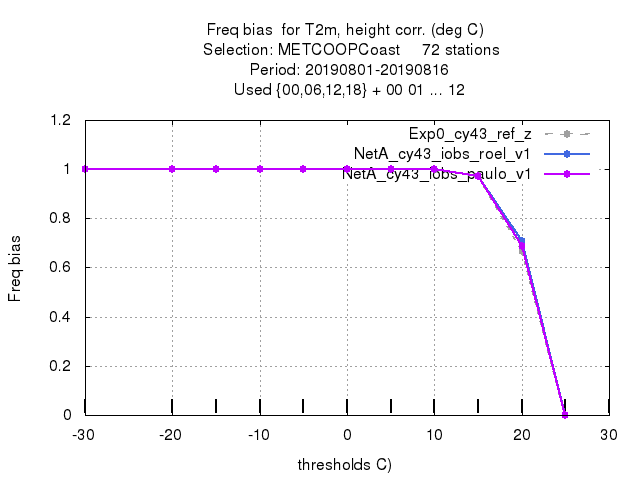 Freq bias  for T2m, height corr. (deg C)
Selection: METCOOPCoast     72 stations
Period: 20190801-20190816
Used {00,06,12,18} + 00 01 ... 12
Exp0_cy43_ref_z
NetA_cy43_iobs_roel_v1
NetA_cy43_iobs_paulo_v1
1.2
1
0.8
0.6
0.4
0.2
0
Freq bias
-30 -20 -10 0 10 20 30
thresholds C)